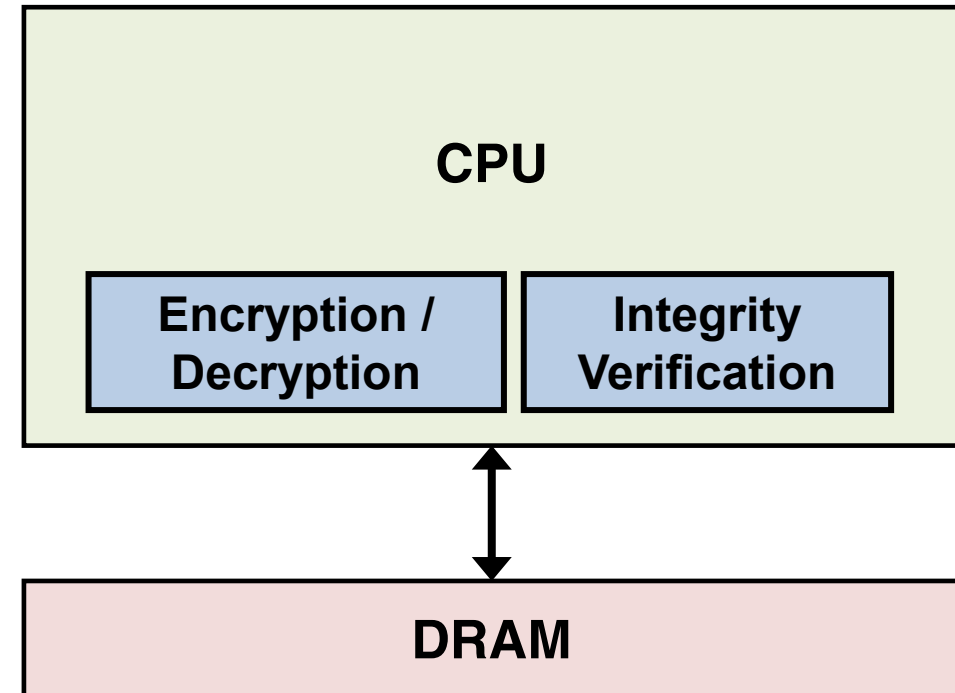 CPU
Encryption /
Decryption
Integrity
Verification
DRAM